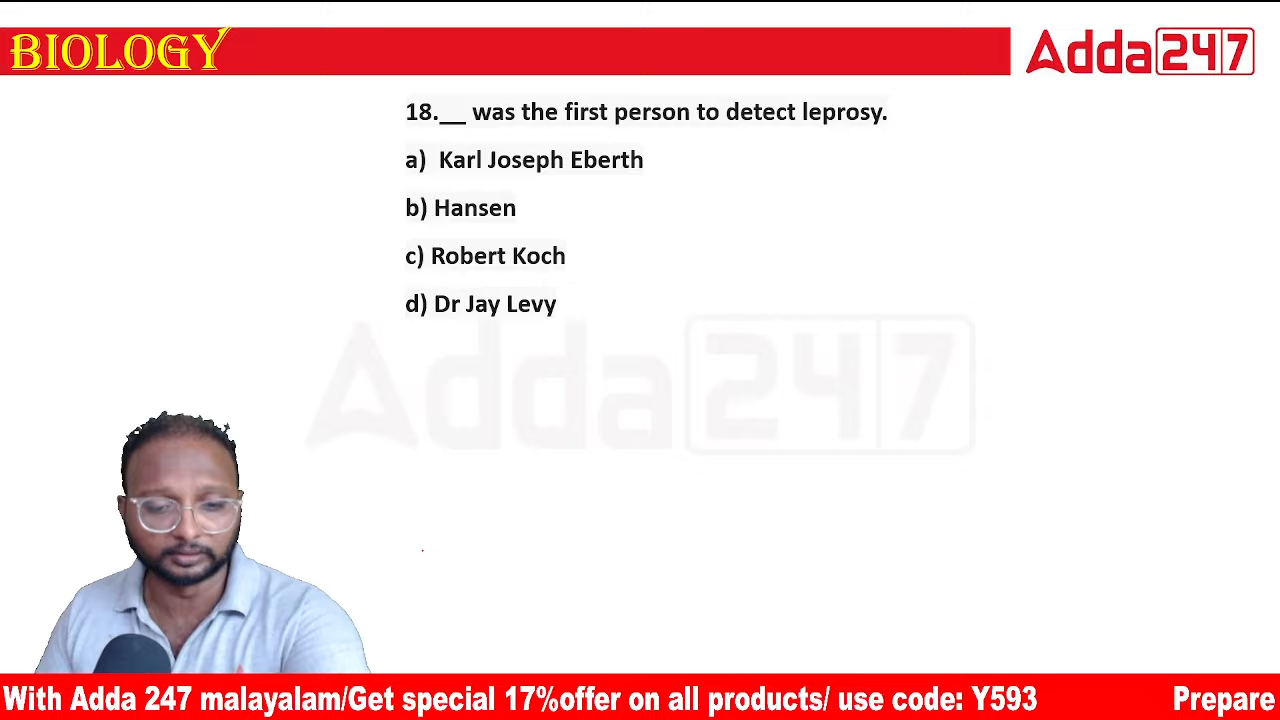 BIOLOGY
Adda247
18.__ was the first person to detect leprosy.
a) Karl Joseph Eberth
b) Hansen
c) Robert Koch
d) Dr Jay Levy
Adda247
With Adda 247 malayalam/Get special 17%offer on all products/ use code: Y593 Prepare